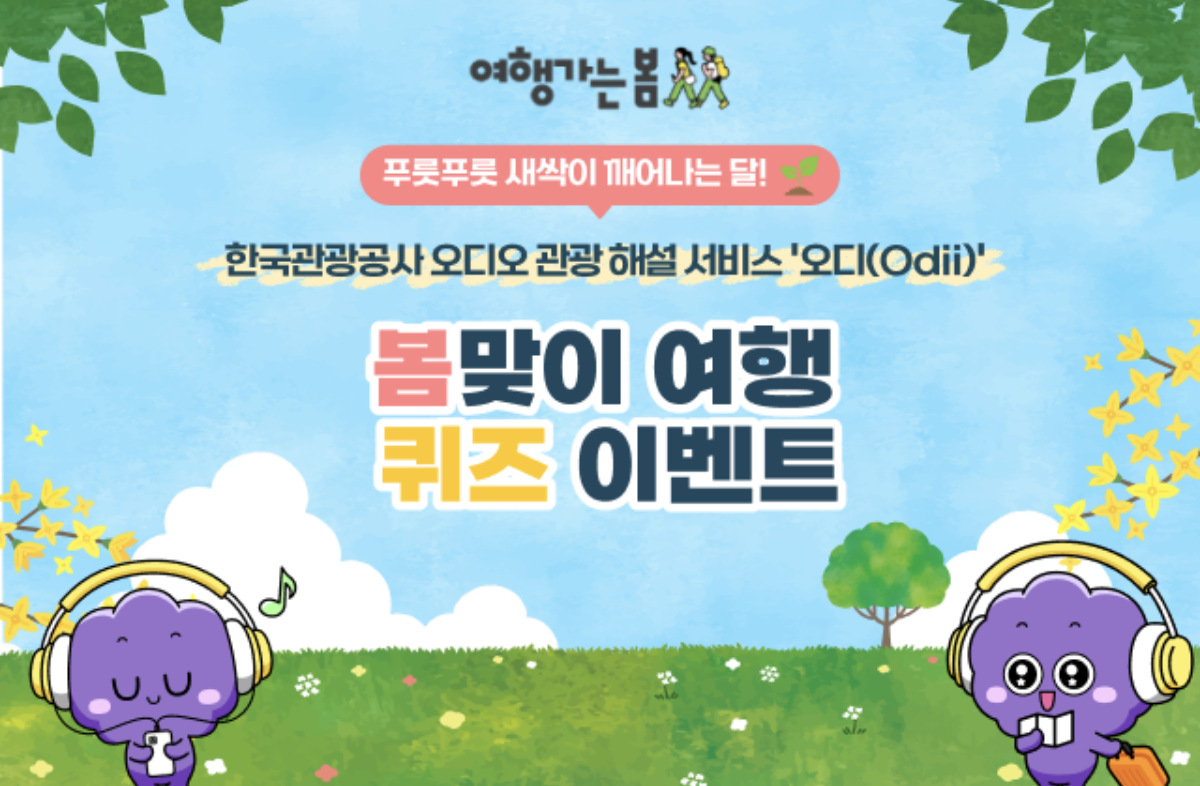 여행가는 봄
푸릇푸릇 새싹이 깨어나는 달!
한국관광공사 오디오 관광 해설 서비스 '오디(Odii)'
봄맞이 여행
퀴즈 이벤트